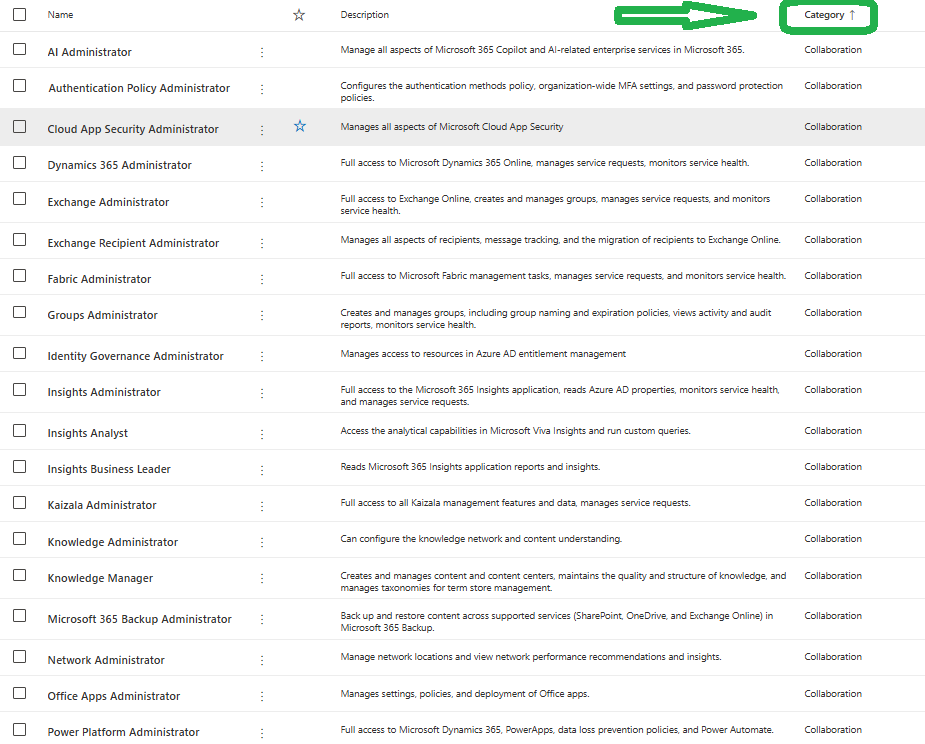 Name Description Category ↑
AI Administrator Manage all aspects of Microsoft 365 Copilot and AI-related enterprise services in Microsoft 365. Collaboration
Authentication Policy Administrator Configures the authentication methods policy, organization-wide MFA settings, and password protection Collaboration
policies.
Cloud App Security Administrator Manages all aspects of Microsoft Cloud App Security Collaboration
Dynamics 365 Administrator Full access to Microsoft Dynamics 365 Online, manages service requests, monitors service health. Collaboration
Exchange Administrator Full access to Exchange Online, creates and manages groups, manages service requests, and monitors Collaboration
service health.
Exchange Recipient Administrator Manages all aspects of recipients, message tracking, and the migration of recipients to Exchange Online. Collaboration
Fabric Administrator Full access to Microsoft Fabric management tasks, manages service requests, and monitors service health. Collaboration
Groups Administrator Creates and manages groups, including group naming and expiration policies, views activity and audit Collaboration
reports, monitors service health.
Identity Governance Administrator Manages access to resources in Azure AD entitlement management Collaboration
Insights Administrator Full access to the Microsoft 365 Insights application, reads Azure AD properties, monitors service health, Collaboration
and manages service requests.
Insights Analyst Access the analytical capabilities in Microsoft Viva Insights and run custom queries. Collaboration
Insights Business Leader Reads Microsoft 365 Insights application reports and insights. Collaboration
Kaizala Administrator Full access to all Kaizala management features and data, manages service requests. Collaboration
Knowledge Administrator Can configure the knowledge network and content understanding. Collaboration
Knowledge Manager Creates and manages content and content centers, maintains the quality and structure of knowledge, and Collaboration
manages taxonomies for term store management.
Microsoft 365 Backup Administrator Back up and restore content across supported services (SharePoint, OneDrive, and Exchange Online) in Collaboration
Microsoft 365 Backup.
Network Administrator Manage network locations and view network performance recommendations and insights. Collaboration
Office Apps Administrator Manages settings, policies, and deployment of Office apps. Collaboration
Power Platform Administrator Full access to Microsoft Dynamics 365, PowerApps, data loss prevention policies, and Power Automate. Collaboration